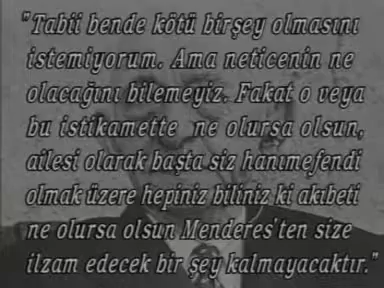 "Tabii bende kötü birşey olmasını
istemiyorum. Ama neticenin ne
olacağını bilemeyiz. Fakat o veya
bu istikamette ne olursa olsun,
ailesi olarak başta siz hanımefendi
olmak üzere hepiniz biliniz ki akıbeti
ne olursa olsun Menderes'ten size
ilzam edecek bir şey kalmayacaktır."